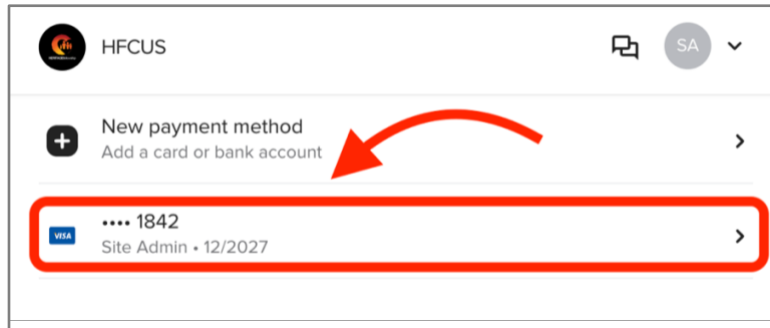 HFCUS
SA
New payment method
Add a card or bank account
VISA
•••• 1842
Site Admin • 12/2027